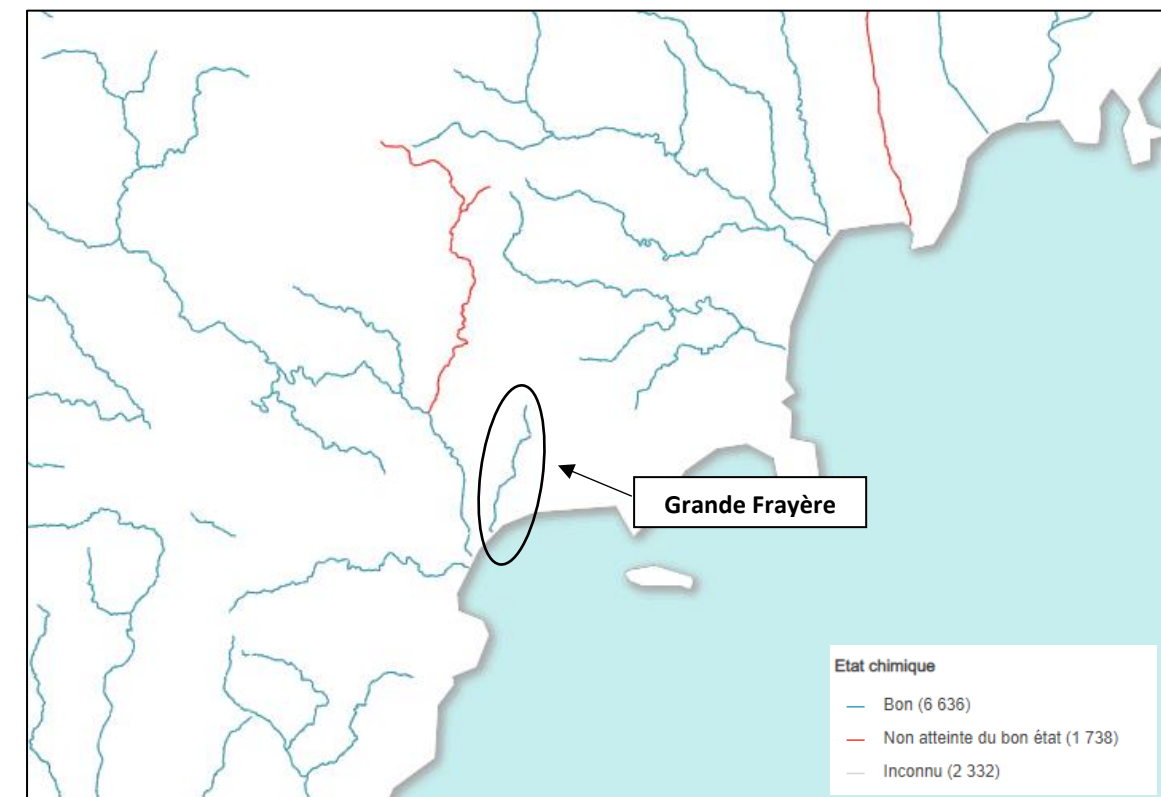 Grande Frayère
Etat chimique
Bon (6 636)
Non atteinte du bon état (1 738)
Inconnu (2 332)